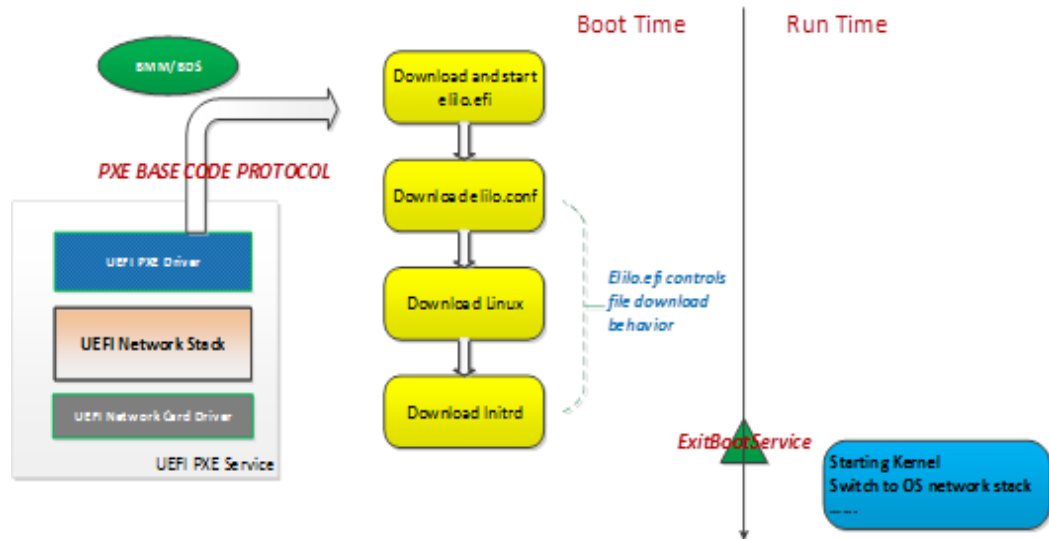 Boot Time
Run Time
BMM/BDS
Download and start
elilo.efi
PXE BASE CODE PROTOCOL
Download elilo.conf
UEFI PXE Driver
Elilo.efi controls
file download
behavior
Download Linux
UEFI Network Stack
Download Initrd
UEFI Network Card Driver
ExitBootService
UEFI PXE Service
Starting Kernel
Switch to OS network stack
......